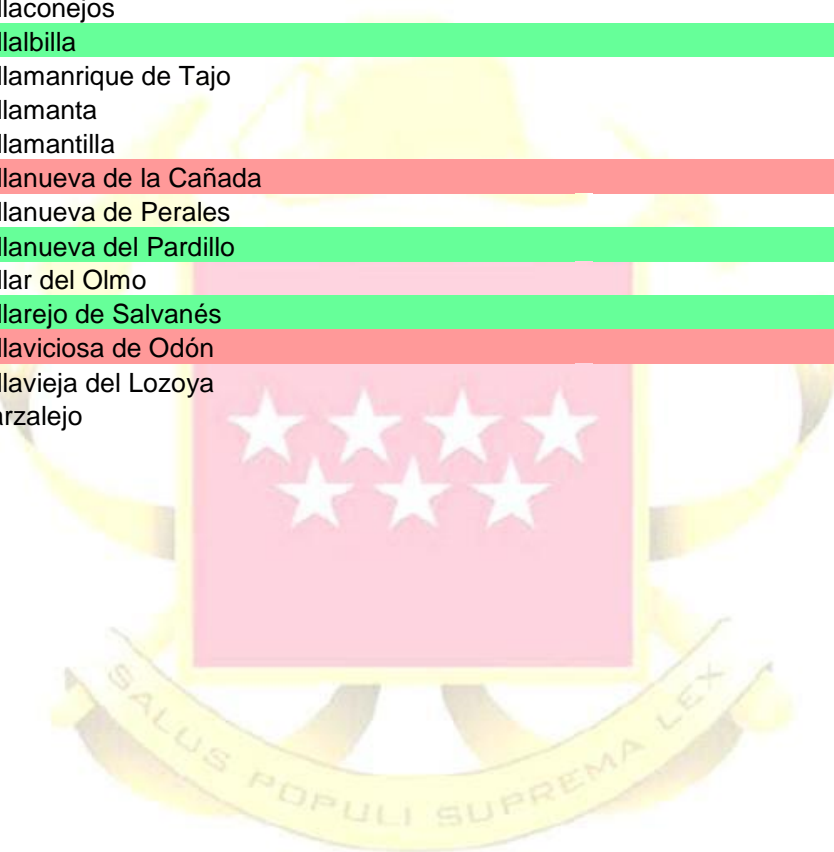 llaconejos
llalbilla
llamanrique de Tajo
llamanta
llamantilla
llanueva de la Cañada
llanueva de Perales
llanueva del Pardillo
llar del Olmo
llarejo de Salvanés
llaviciosa de Odón
llavieja del Lozoya
arzalejo
SALUS POPULI SUPREMA LEX